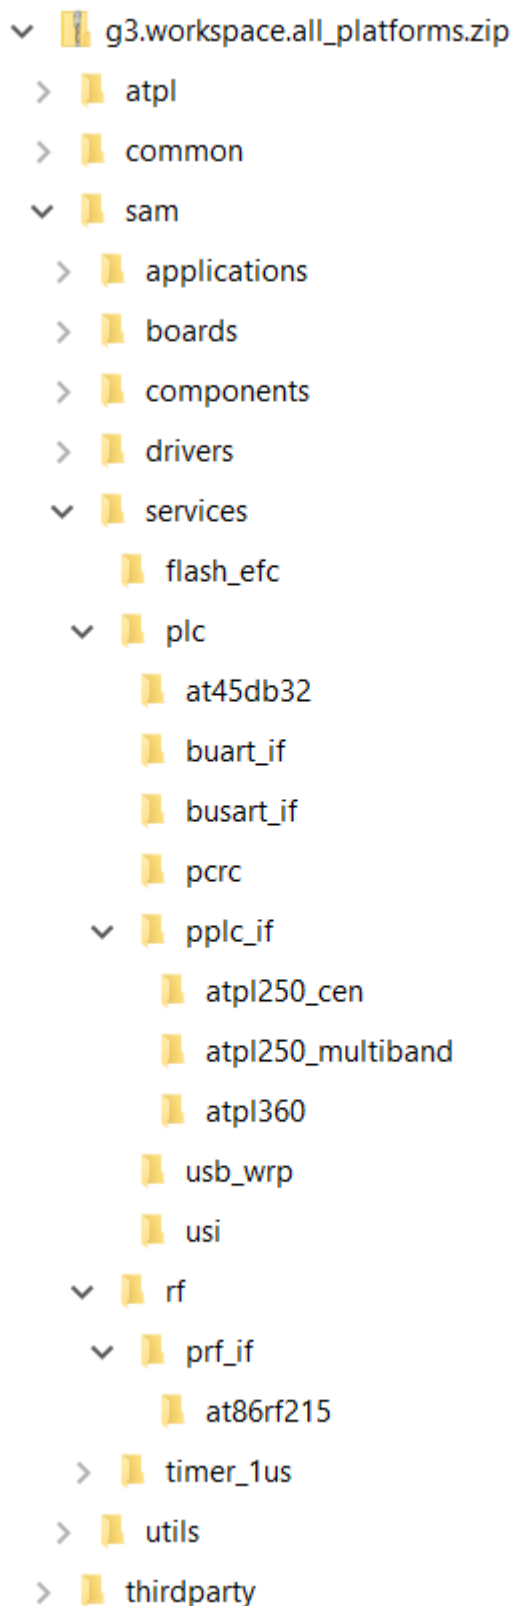 g3.workspace.all_platforms.zip
atpl
common
sam
applications
boards
components
drivers
services
flash_efc
plc
at45db32
buart_if
busart_if
pcrc
pplc_if
atpl250_cen
atpl250_multiband
atpl360
usb_wrp
usi
rf
prf_if
at86rf215
timer_1us
utils
thirdparty